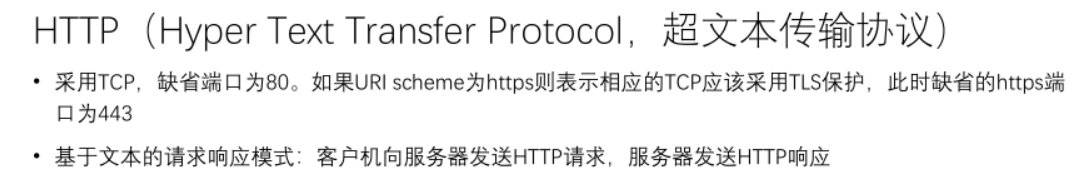 HTTP（Hyper Text Transfer Protocol，超文本传输协议）
• 采用TCP，缺省端口为80。如果URI scheme为https则表示相应的TCP应该采用TLS保护，此时缺省的https端
口为443
• 基于文本的请求响应模式：客户机向服务器发送HTTP请求，服务器发送HTTP响应